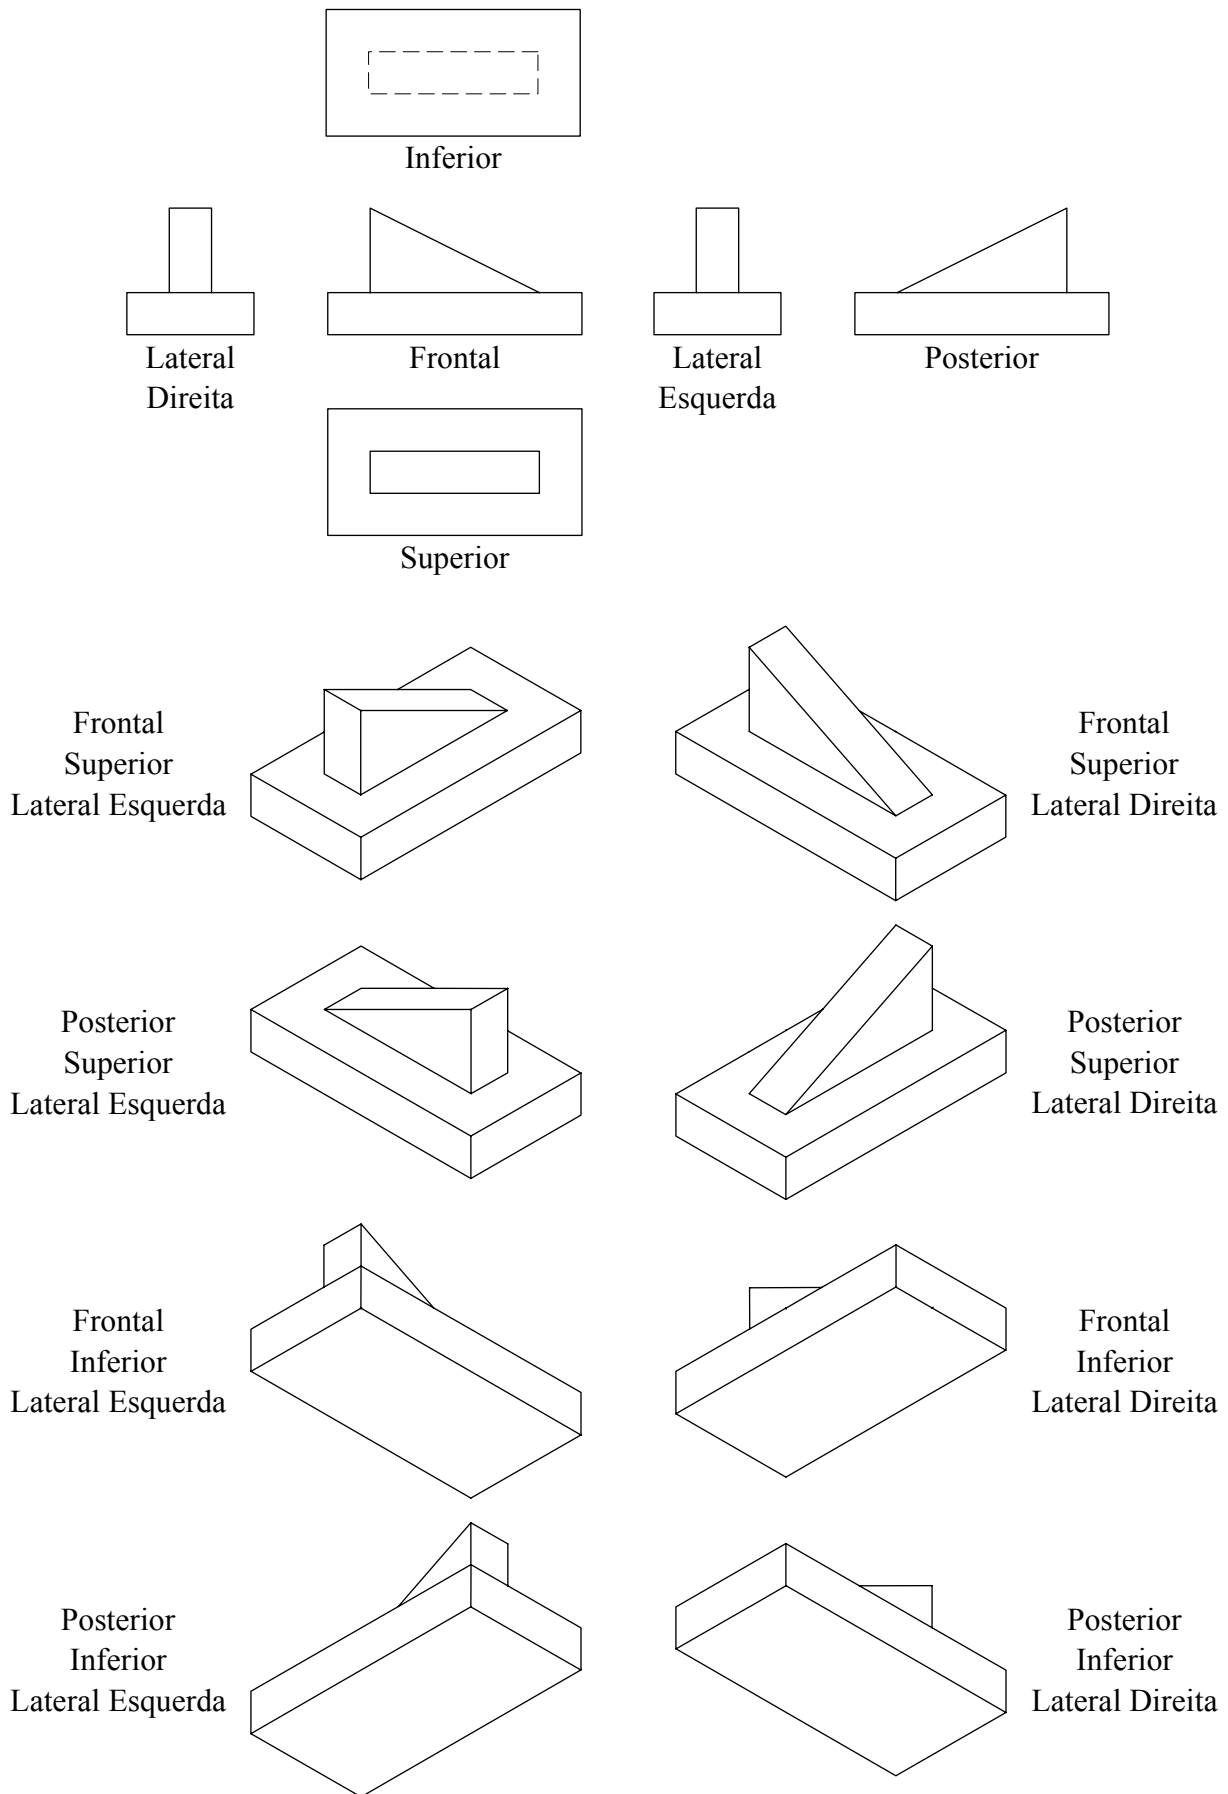 Inferior
Lateral
Direita
Frontal
Lateral
Esquerda
Posterior
Superior
Frontal
Superior
Lateral Esquerda
Frontal
Superior
Lateral Direita
Posterior
Superior
Lateral Esquerda
Posterior
Superior
Lateral Direita
Frontal
Inferior
Lateral Esquerda
Frontal
Inferior
Lateral Direita
Posterior
Inferior
Lateral Esquerda
Posterior
Inferior
Lateral Direita